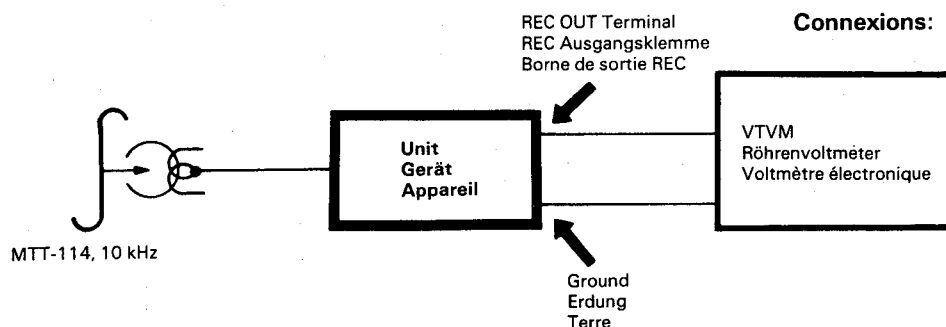 REC OUT Terminal
REC Ausgangsklemme
Borne de sortie REC
Connexions:
Unit
Gerät
Appareil
VTVM
Röhrenvoltmeter
Voltmètre électronique
MTT-114, 10 kHz
Ground
Erdung
Terre